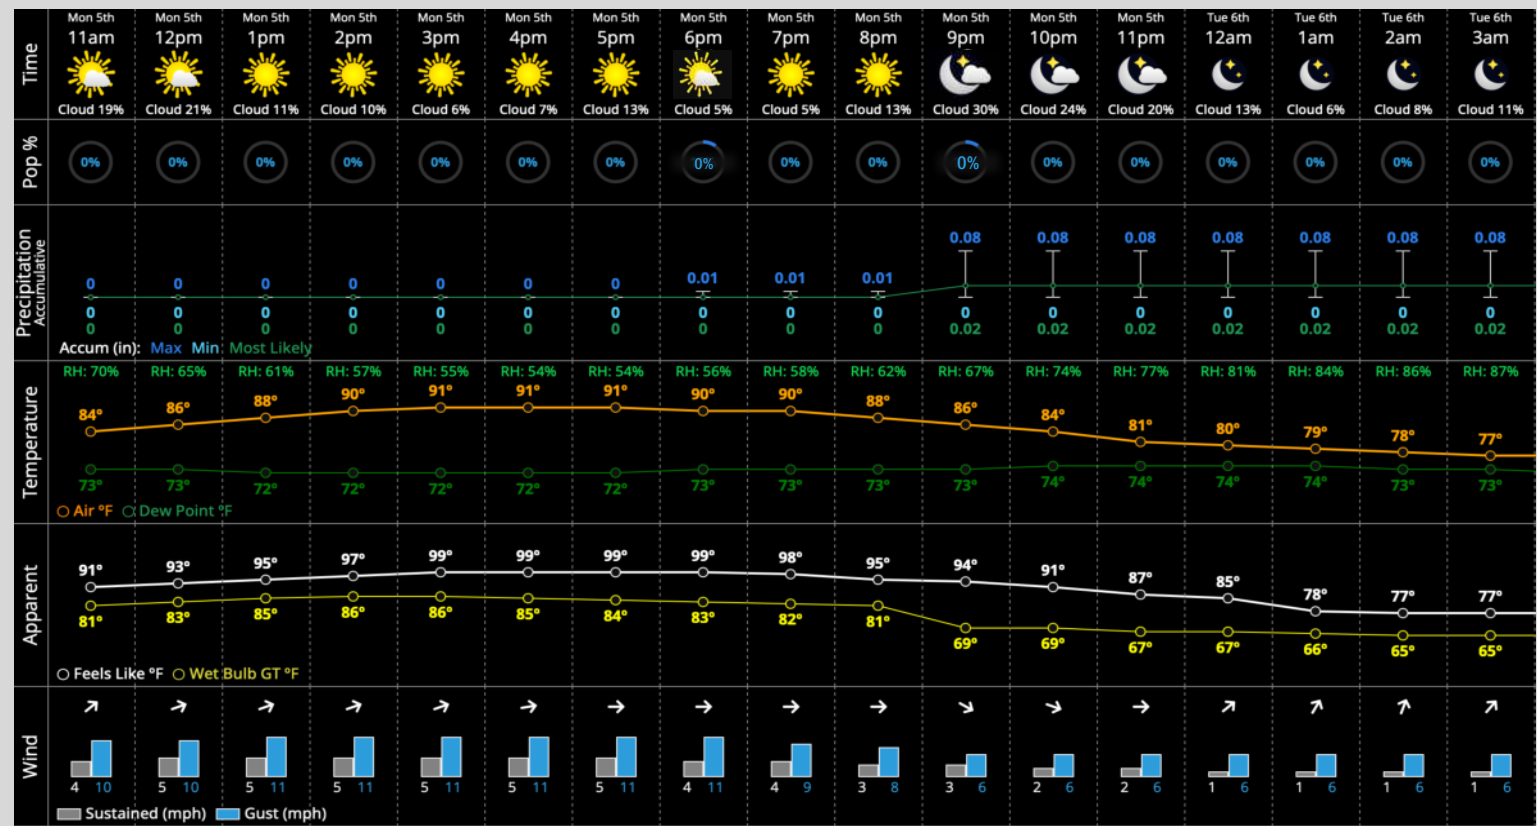 Mon 5th Mon 5th Mon 5th Mon 5th Mon 5th Mon 5th Mon 5th Mon 5th Mon 5th Mon 5th Mon 5th Mon 5th Mon 5th Tue 6th Tue 6th Tue 6th Tue 6th
11am 12pm 1pm 2pm 3pm 4pm 5pm 6pm 7pm 8pm 9pm 10pm 11pm 12am 1am 2am 3am
Time
Cloud 19% Cloud 21% Cloud 11% Cloud 10% Cloud 6% Cloud 7% Cloud 13% Cloud 5% Cloud 5% Cloud 13% Cloud 30% Cloud 24% Cloud 20% Cloud 13% Cloud 6% Cloud 8% Cloud 11%
Pop %
0% 0% 0% 0% 0% 0% 0% 0% 0% 0% 0% 0% 0% 0% 0% 0% 0%
Precipitation
Accumulative
0 0 0 0 0 0 0 0.01 0.01 0.01 0.08 0.08 0.08 0.08 0.08 0.08 0.08
0 0 0 0 0 0 0 0 0 0 0 0 0 0 0 0 0
0 0 0 0 0 0 0 0 0 0 0.02 0.02 0.02 0.02 0.02 0.02 0.02
Accum (in): Max Min Most Likely
Temperature
RH: 70% RH: 65% RH: 61% RH: 57% RH: 55% RH: 54% RH: 54% RH: 56% RH: 58% RH: 62% RH: 67% RH: 74% RH: 77% RH: 81% RH: 84% RH: 86% RH: 87%
84° 86° 88° 90° 91° 91° 91° 90° 90° 88° 86° 84° 81° 80° 79° 78° 77°
73° 73° 72° 72° 72° 72° 72° 73° 73° 73° 73° 74° 74° 74° 74° 73° 73°
Air °F Dew Point °F
Apparent
91° 93° 95° 97° 99° 99° 99° 99° 98° 95° 94° 91° 87° 85° 78° 77° 77°
81° 83° 85° 86° 86° 85° 84° 83° 82° 81° 69° 69° 67° 67° 66° 65° 65°
Feels Like °F Wet Bulb GT °F
Wind
4 10 5 10 5 11 5 11 5 11 5 11 5 11 4 11 4 9 3 8 3 6 2 6 2 6 1 6 1 6 1 6 1 6
Sustained (mph) Gust (mph)